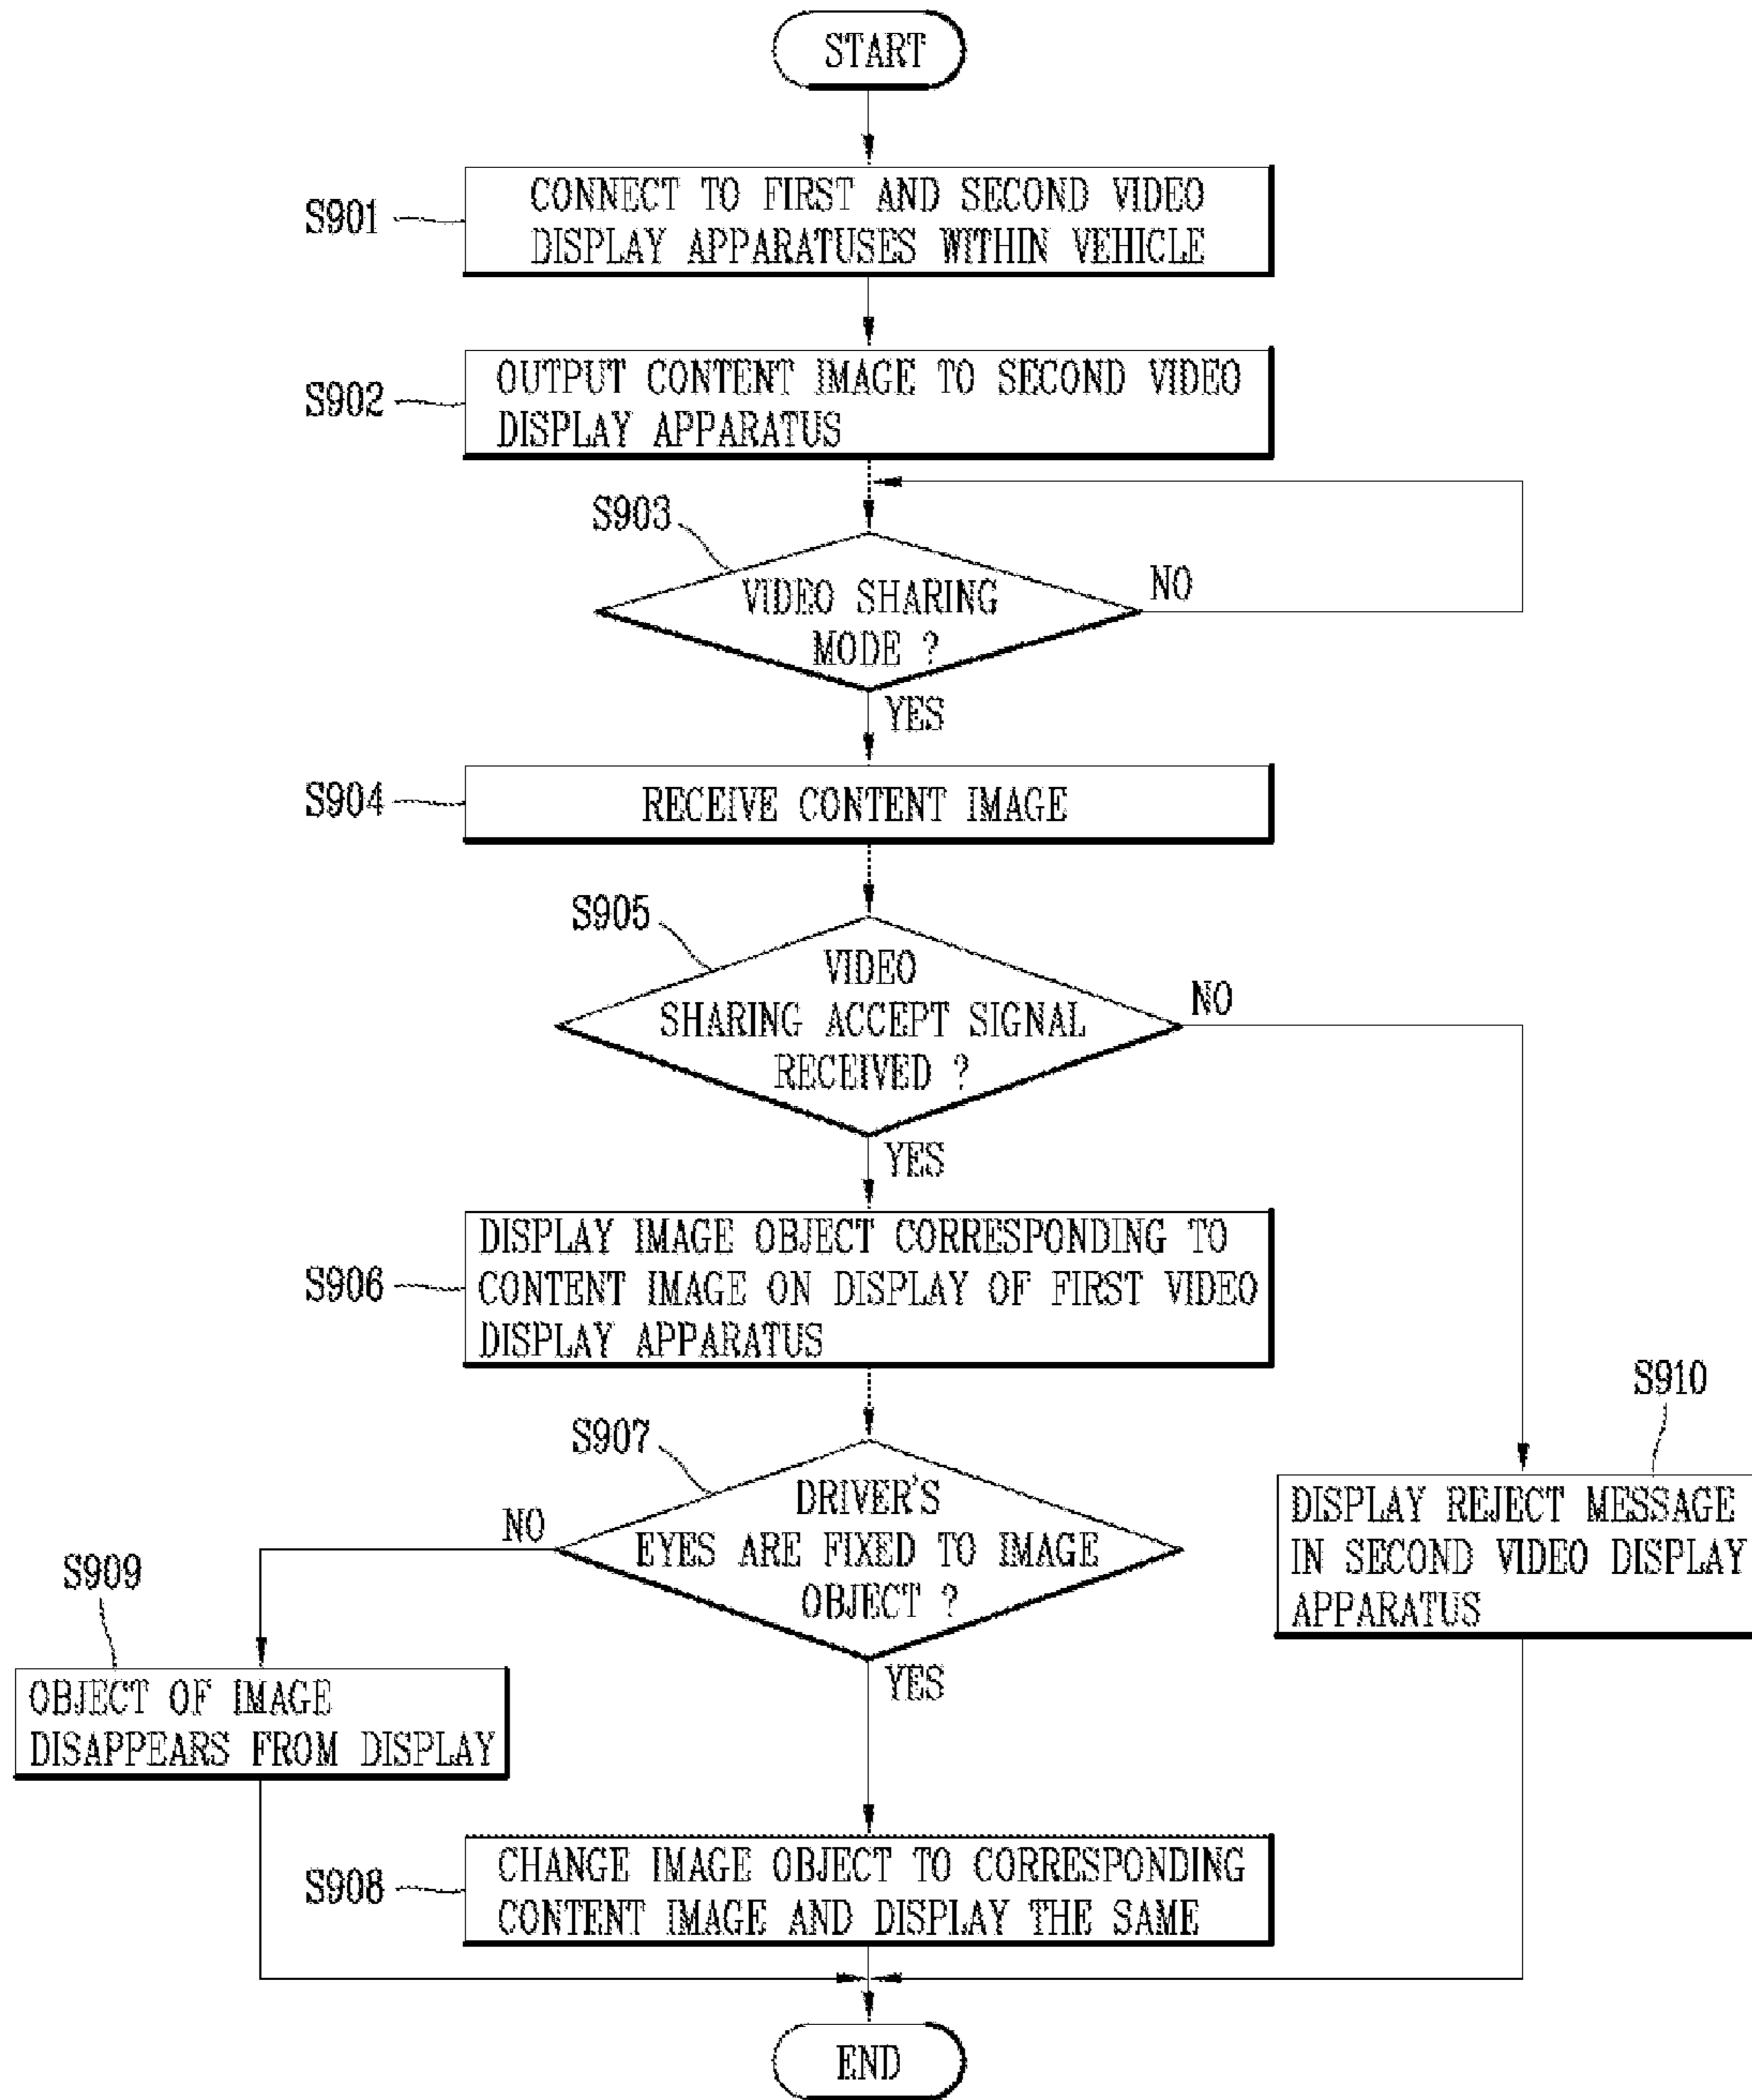 START
S901
CONNECT TO FIRST AND SECOND VIDEO
DISPLAY APPARATUSES WITHIN VEHICLE
S902
OUTPUT CONTENT IMAGE TO SECOND VIDEO
DISPLAY APPARATUS
S903
VIDEO SHARING
MODE ?
NO
YES
S904
RECEIVE CONTENT IMAGE
S905
VIDEO
SHARING ACCEPT SIGNAL
RECEIVED ?
NO
YES
S906
DISPLAY IMAGE OBJECT CORRESPONDING TO
CONTENT IMAGE ON DISPLAY OF FIRST VIDEO
DISPLAY APPARATUS
S907
DRIVER'S
EYES ARE FIXED TO IMAGE
OBJECT ?
NO
YES
S910
DISPLAY REJECT MESSAGE
IN SECOND VIDEO DISPLAY
APPARATUS
S909
OBJECT OF IMAGE
DISAPPEARS FROM DISPLAY
S908
CHANGE IMAGE OBJECT TO CORRESPONDING
CONTENT IMAGE AND DISPLAY THE SAME
END